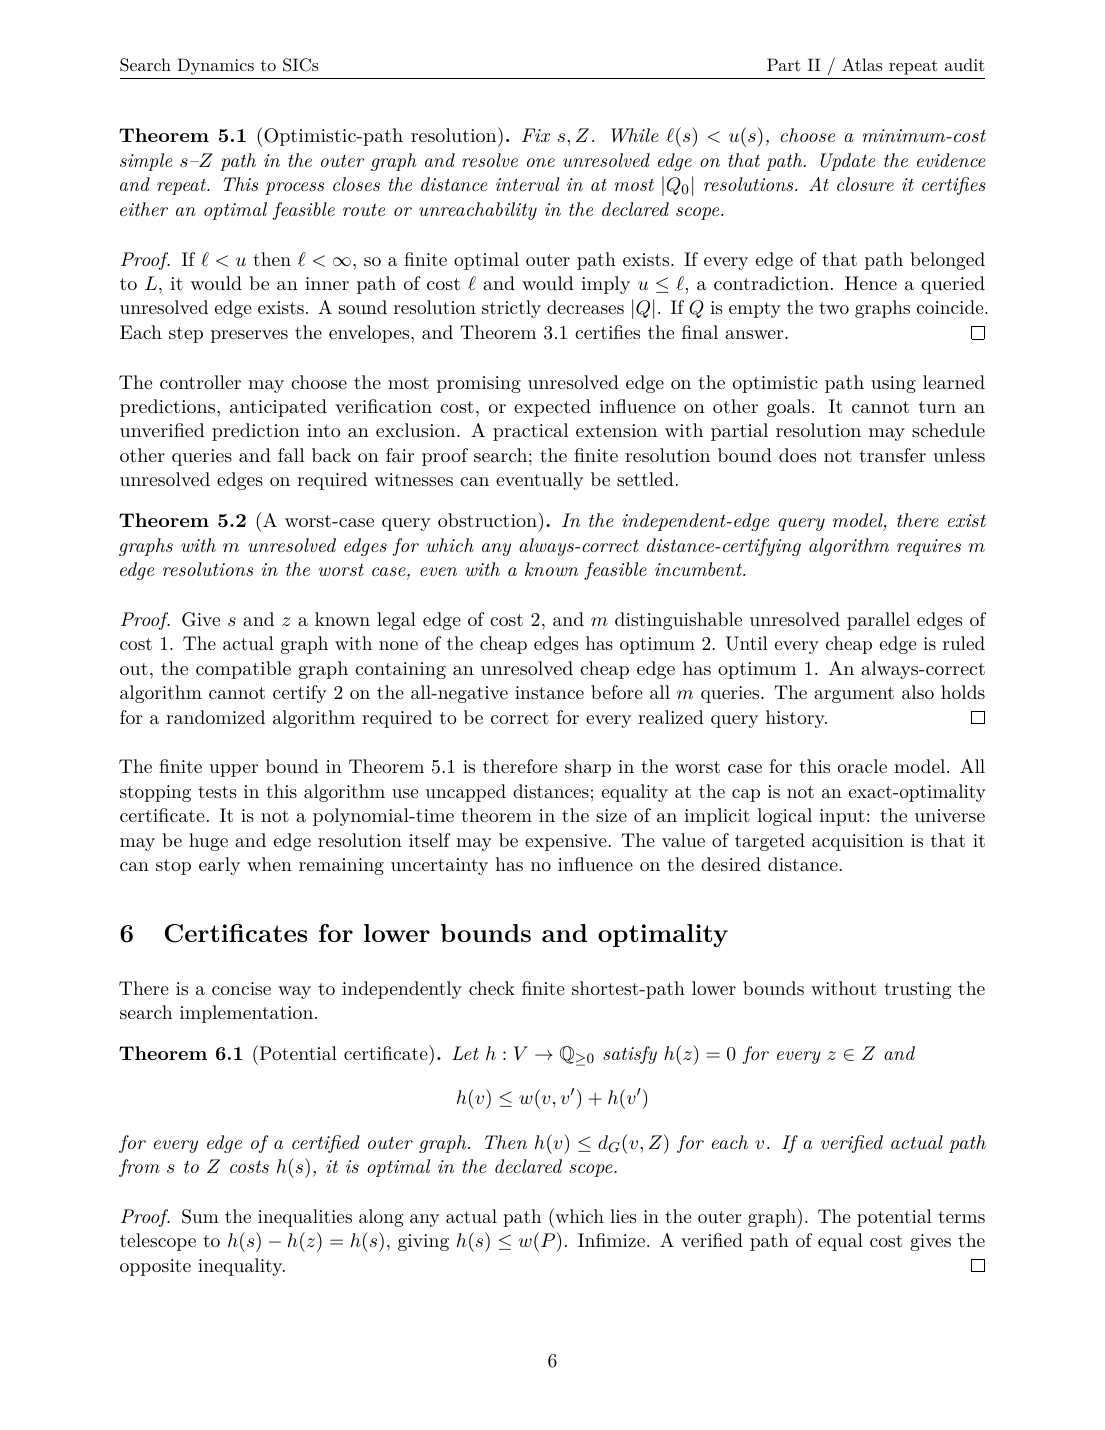 Search Dynamics to SICs Part II / Atlas repeat audit
Theorem 5.1 (Optimistic-path resolution). Fix s, Z. While ℓ(s) < u(s), choose a minimum-cost
simple s–Z path in the outer graph and resolve one unresolved edge on that path. Update the evidence
and repeat. This process closes the distance interval in at most |Q₀| resolutions. At closure it certifies
either an optimal feasible route or unreachability in the declared scope.
Proof. If ℓ < u then ℓ < ∞, so a finite optimal outer path exists. If every edge of that path belonged
to L, it would be an inner path of cost ℓ and would imply u ≤ ℓ, a contradiction. Hence a queried
unresolved edge exists. A sound resolution strictly decreases |Q|. If Q is empty the two graphs coincide.
Each step preserves the envelopes, and Theorem 3.1 certifies the final answer. □
The controller may choose the most promising unresolved edge on the optimistic path using learned
predictions, anticipated verification cost, or expected influence on other goals. It cannot turn an
unverified prediction into an exclusion. A practical extension with partial resolution may schedule
other queries and fall back on fair proof search; the finite resolution bound does not transfer unless
unresolved edges on required witnesses can eventually be settled.
Theorem 5.2 (A worst-case query obstruction). In the independent-edge query model, there exist
graphs with m unresolved edges for which any always-correct distance-certifying algorithm requires m
edge resolutions in the worst case, even with a known feasible incumbent.
Proof. Give s and z a known legal edge of cost 2, and m distinguishable unresolved parallel edges of
cost 1. The actual graph with none of the cheap edges has optimum 2. Until every cheap edge is ruled
out, the compatible graph containing an unresolved cheap edge has optimum 1. An always-correct
algorithm cannot certify 2 on the all-negative instance before all m queries. The argument also holds
for a randomized algorithm required to be correct for every realized query history. □
The finite upper bound in Theorem 5.1 is therefore sharp in the worst case for this oracle model. All
stopping tests in this algorithm use uncapped distances; equality at the cap is not an exact-optimality
certificate. It is not a polynomial-time theorem in the size of an implicit logical input: the universe
may be huge and edge resolution itself may be expensive. The value of targeted acquisition is that it
can stop early when remaining uncertainty has no influence on the desired distance.
6 Certificates for lower bounds and optimality
There is a concise way to independently check finite shortest-path lower bounds without trusting the
search implementation.
Theorem 6.1 (Potential certificate). Let h : V → ℚ≥0 satisfy h(z) = 0 for every z ∈ Z and
h(v) ≤ w(v, v′) + h(v′)
for every edge of a certified outer graph. Then h(v) ≤ d_G(v, Z) for each v. If a verified actual path
from s to Z costs h(s), it is optimal in the declared scope.
Proof. Sum the inequalities along any actual path (which lies in the outer graph). The potential terms
telescope to h(s) − h(z) = h(s), giving h(s) ≤ w(P). Infimize. A verified path of equal cost gives the
opposite inequality. □
6